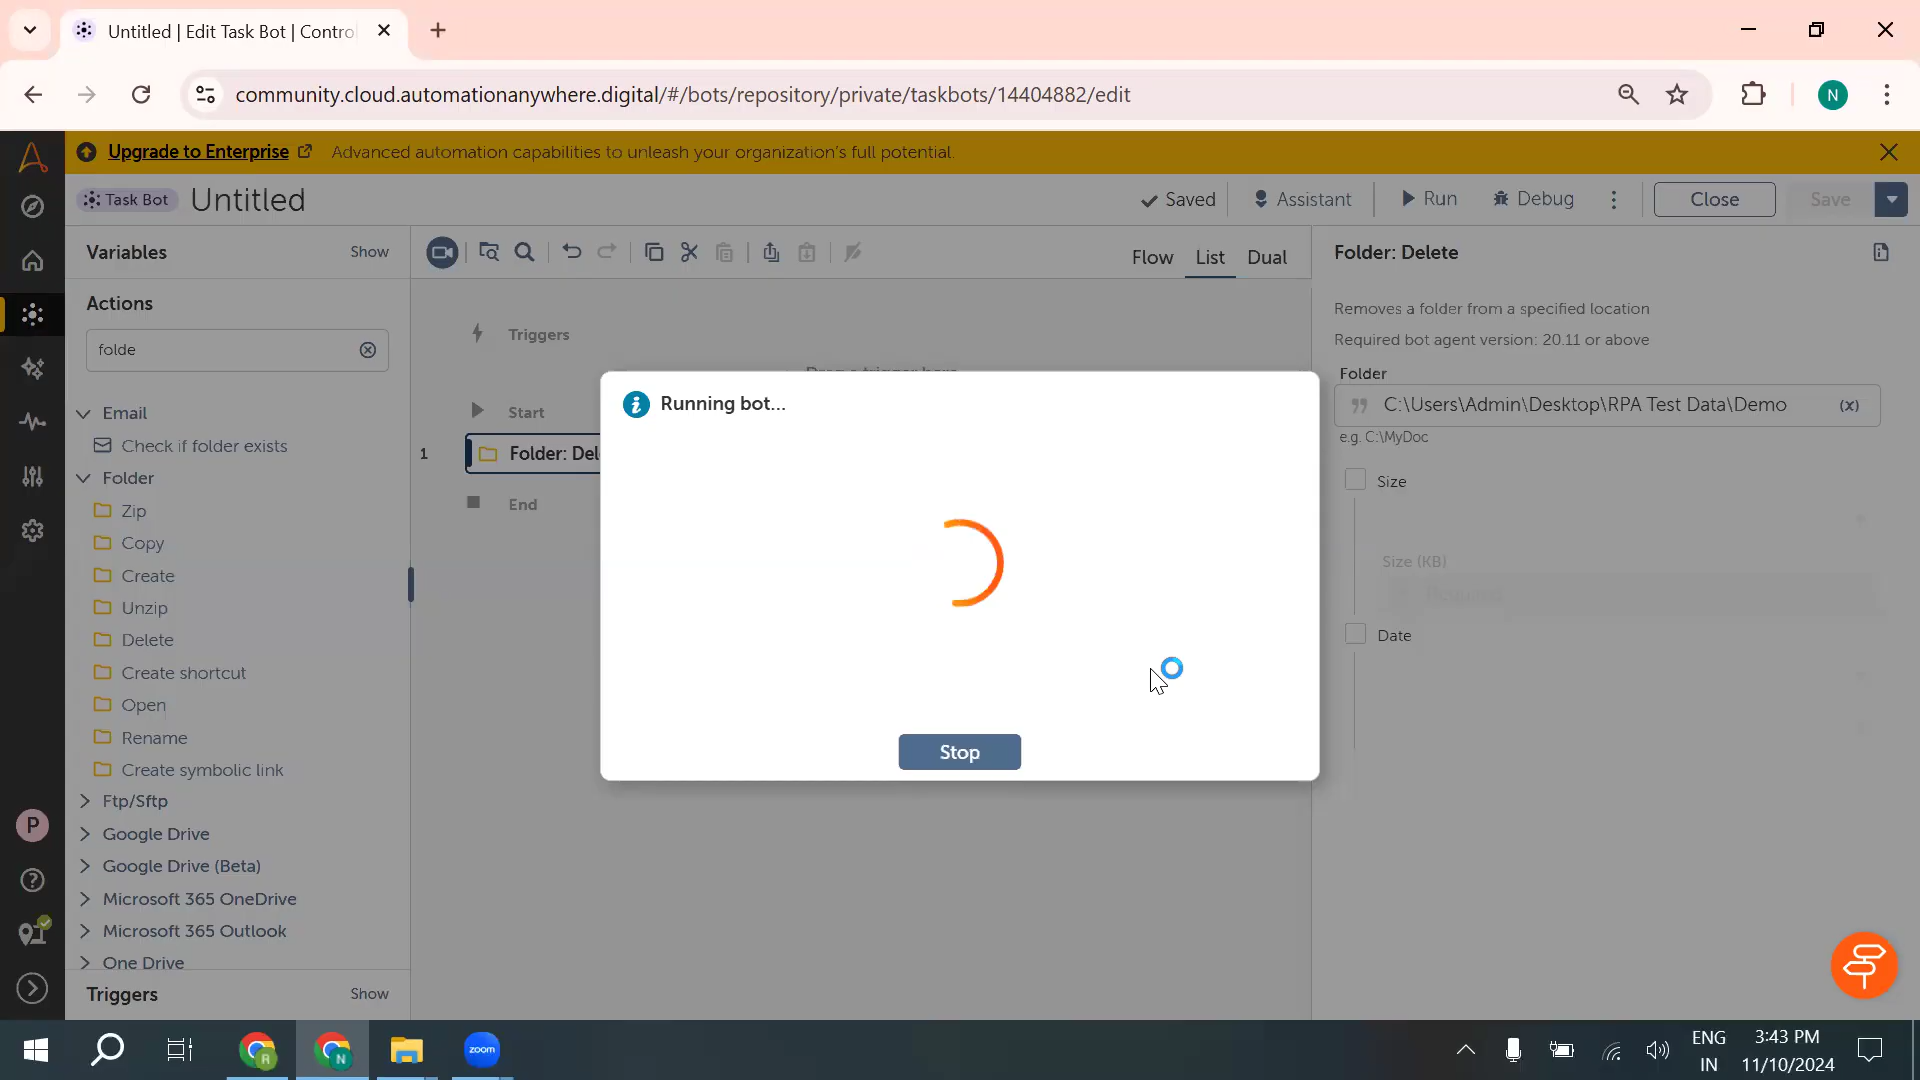 Untitled | Edit Task Bot | Contro
community.cloud.automationanywhere.digital/#/bots/repository/private/taskbots/14404882/edit
N
Upgrade to Enterprise
Advanced automation capabilities to unleash your organization's full potential.
Task Bot
Untitled
Saved
Assistant
Run
Debug
Close
Save
Variables
Show
Flow
List
Dual
Folder: Delete
Actions
folde
Triggers
Removes a folder from a specified location
Required bot agent version: 20.11 or above
Drag a trigger here
Folder
Running bot...
C:\Users\Admin\Desktop\RPA Test Data\Demo
(x)
e.g. C:\MyDoc
Email
Start
Check if folder exists
1
Folder: Del
Folder
Size
End
Zip
Copy
Size (KB)
Create
Required
Unzip
Delete
Date
Create shortcut
Open
Rename
Stop
Create symbolic link
Ftp/Sftp
P
Google Drive
Google Drive (Beta)
Microsoft 365 OneDrive
Microsoft 365 Outlook
One Drive
Triggers
Show
R
N
zoom
ENG
IN
3:43 PM
11/10/2024